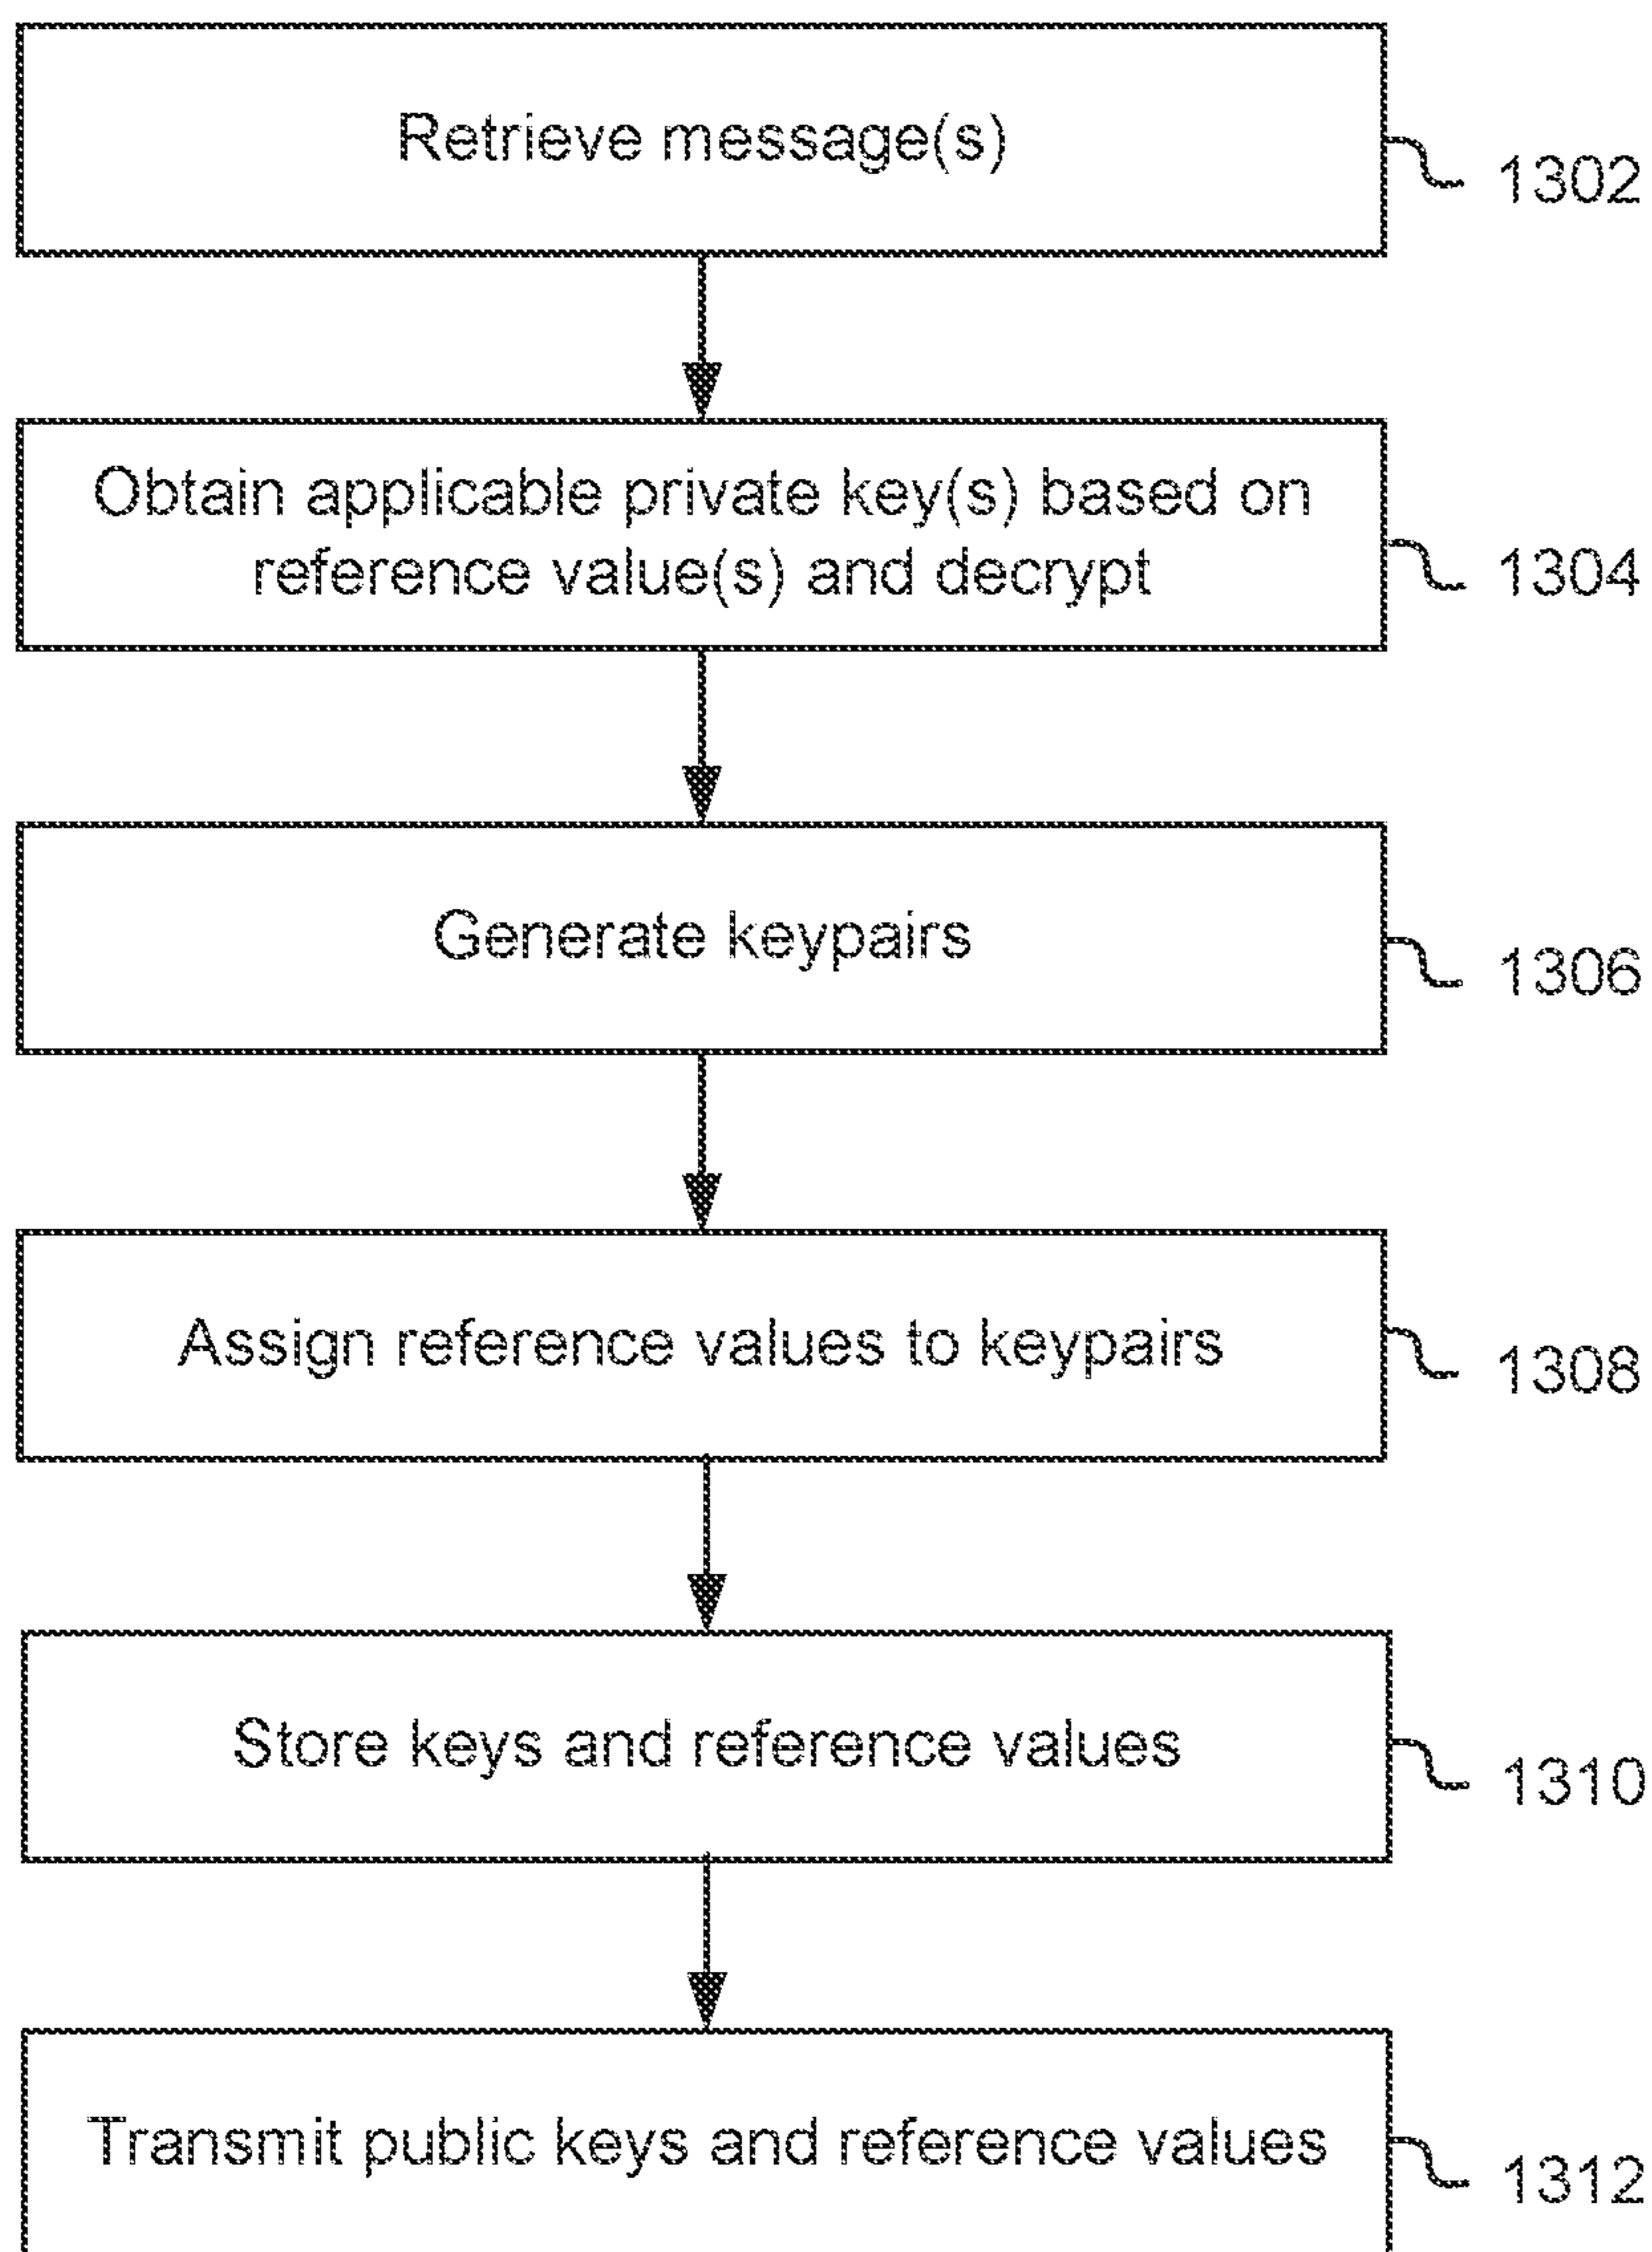 Retrieve message(s)
1302
Obtain applicable private key(s) based on
reference value(s) and decrypt
1304
Generate keypairs
1306
Assign reference values to keypairs
1308
Store keys and reference values
1310
Transmit public keys and reference values
1312